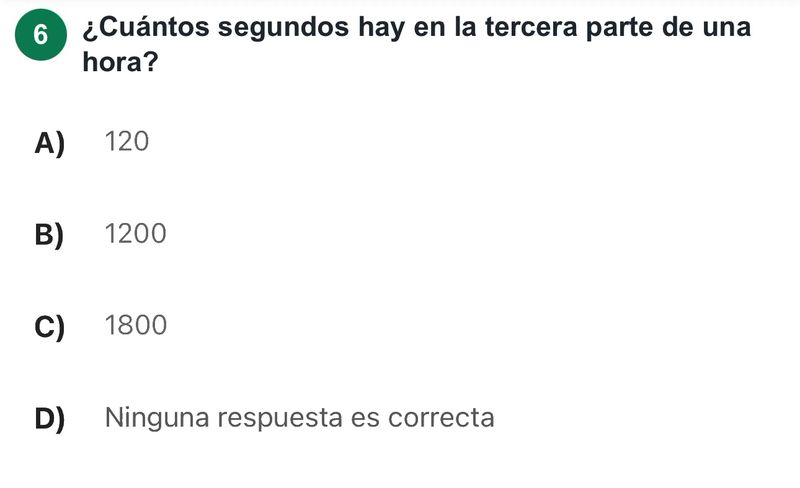 6 ¿Cuántos segundos hay en la tercera parte de una
hora?
A) 120
B) 1200
C) 1800
D) Ninguna respuesta es correcta